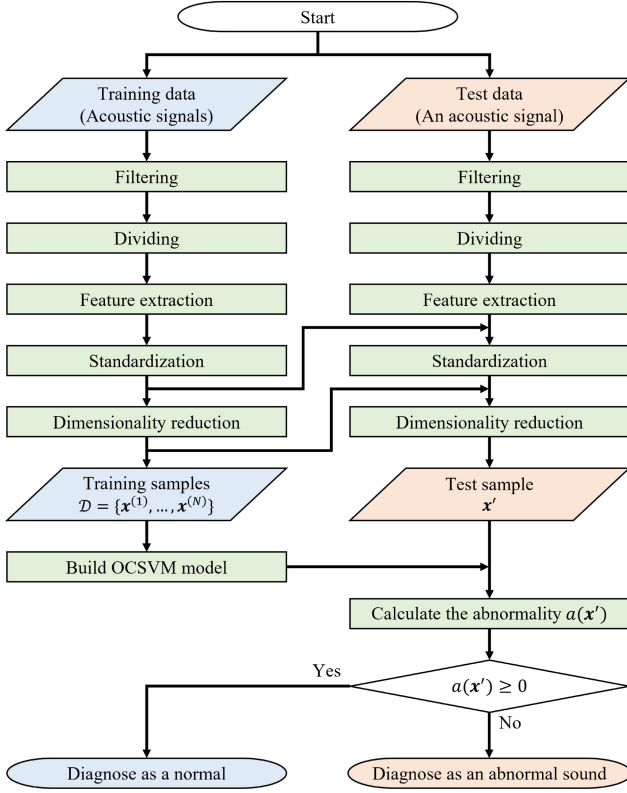 Start
Training data
(Acoustic signals)
Test data
(An acoustic signal)
Filtering
Filtering
Dividing
Dividing
Feature extraction
Feature extraction
Standardization
Standardization
Dimensionality reduction
Dimensionality reduction
Training samples
𝒟 = {𝒙⁽¹⁾, …, 𝒙⁽ᴺ⁾}
Test sample
𝒙′
Build OCSVM model
Calculate the abnormality 𝑎(𝒙′)
Yes
𝑎(𝒙′) ≥ 0
No
Diagnose as a normal
Diagnose as an abnormal sound